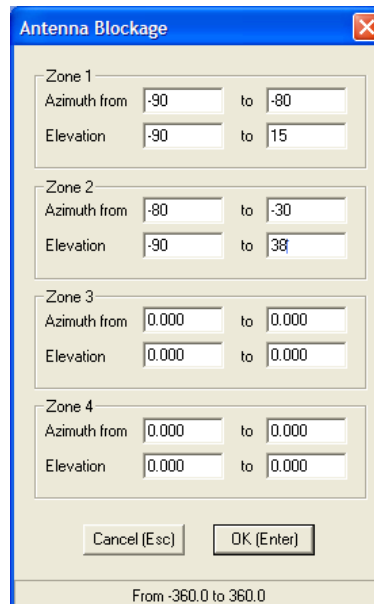 Antenna Blockage
Zone 1
Azimuth from -90 to -80
Elevation -90 to 15
Zone 2
Azimuth from -80 to -30
Elevation -90 to 38
Zone 3
Azimuth from 0.000 to 0.000
Elevation 0.000 to 0.000
Zone 4
Azimuth from 0.000 to 0.000
Elevation 0.000 to 0.000
Cancel (Esc) OK (Enter)
From -360.0 to 360.0